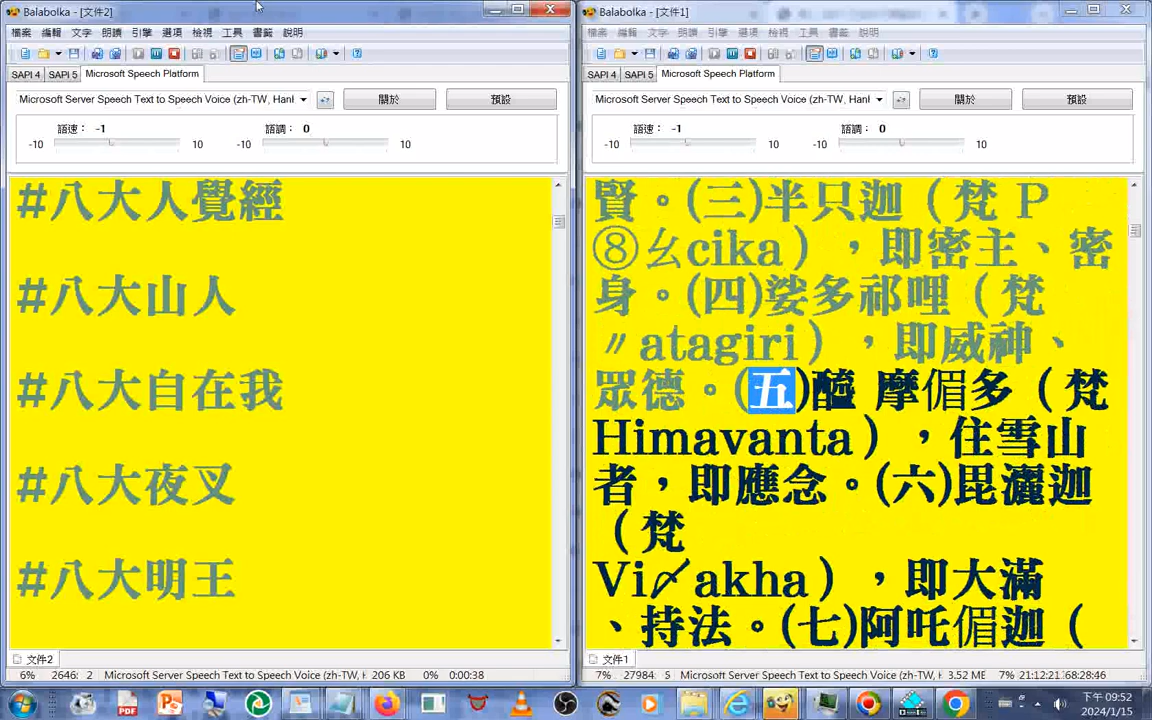 Balabolka - [文件2]
檔案 編輯 文字 朗讀 引擎 選項 檢視 工具 書籤 說明
SAPI 4 SAPI 5 Microsoft Speech Platform
Microsoft Server Speech Text to Speech Voice (zh-TW, Hanl
關於 預設
語速： -1 語調： 0
-10 10 -10 10
#八大人覺經
#八大山人
#八大自在我
#八大夜叉
#八大明王
文件2
6% 2646: 2 Microsoft Server Speech Text to Speech Voice (zh-TW, H 206 KB 0% 0:00:38
Balabolka - [文件1]
檔案 編輯 文字 朗讀 引擎 選項 檢視 工具 書籤 說明
SAPI 4 SAPI 5 Microsoft Speech Platform
Microsoft Server Speech Text to Speech Voice (zh-TW, Hanl
關於 預設
語速： -1 語調： 0
-10 10 -10 10
賢。(三)半只迦（梵 P
⑧ㄠcika），即密主、密
身。(四)娑多祁哩（梵
〃atagiri），即威神、
眾德。(五)醯 摩傓多（梵
Himavanta），住雪山
者，即應念。(六)毘灑迦
（梵
Vi〆akha），即大滿
、持法。(七)阿吒傓迦（
文件1
7% 27984: 5 Microsoft Server Speech Text to Speech Voice (zh-TW, H 3.52 MB 7% 21:12:21 68:28:46
下午 09:52
2024/1/15